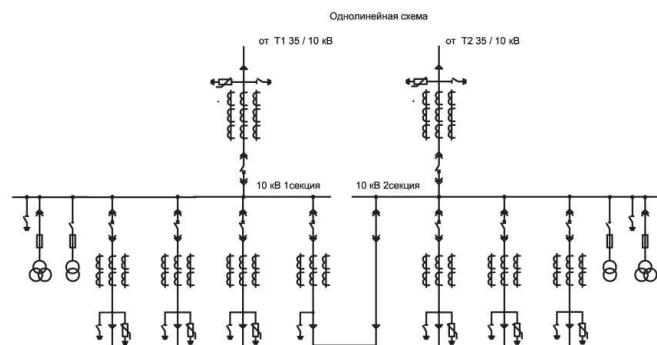 Однолинейная схема
от Т1 35 / 10 кВ
от Т2 35 / 10 кВ
10 кВ 1секция
10 кВ 2секция